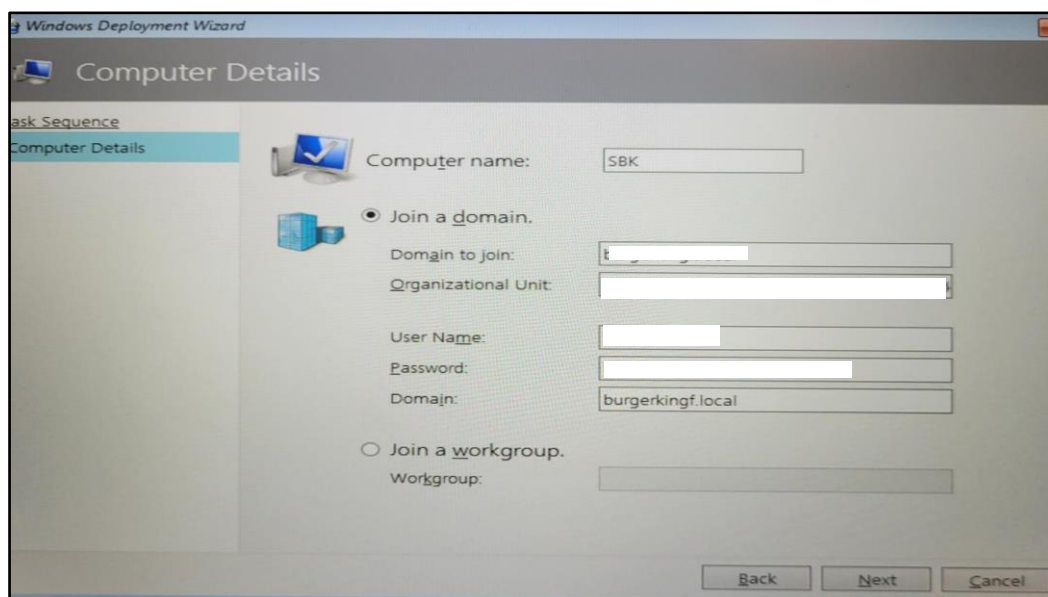 Windows Deployment Wizard
Computer Details
ask Sequence
Computer Details
Computer name:
SBK
Join a domain.
Domain to join:
Organizational Unit:
User Name:
Password:
Domain:
burgerkingf.local
Join a workgroup.
Workgroup:
Back
Next
Cancel